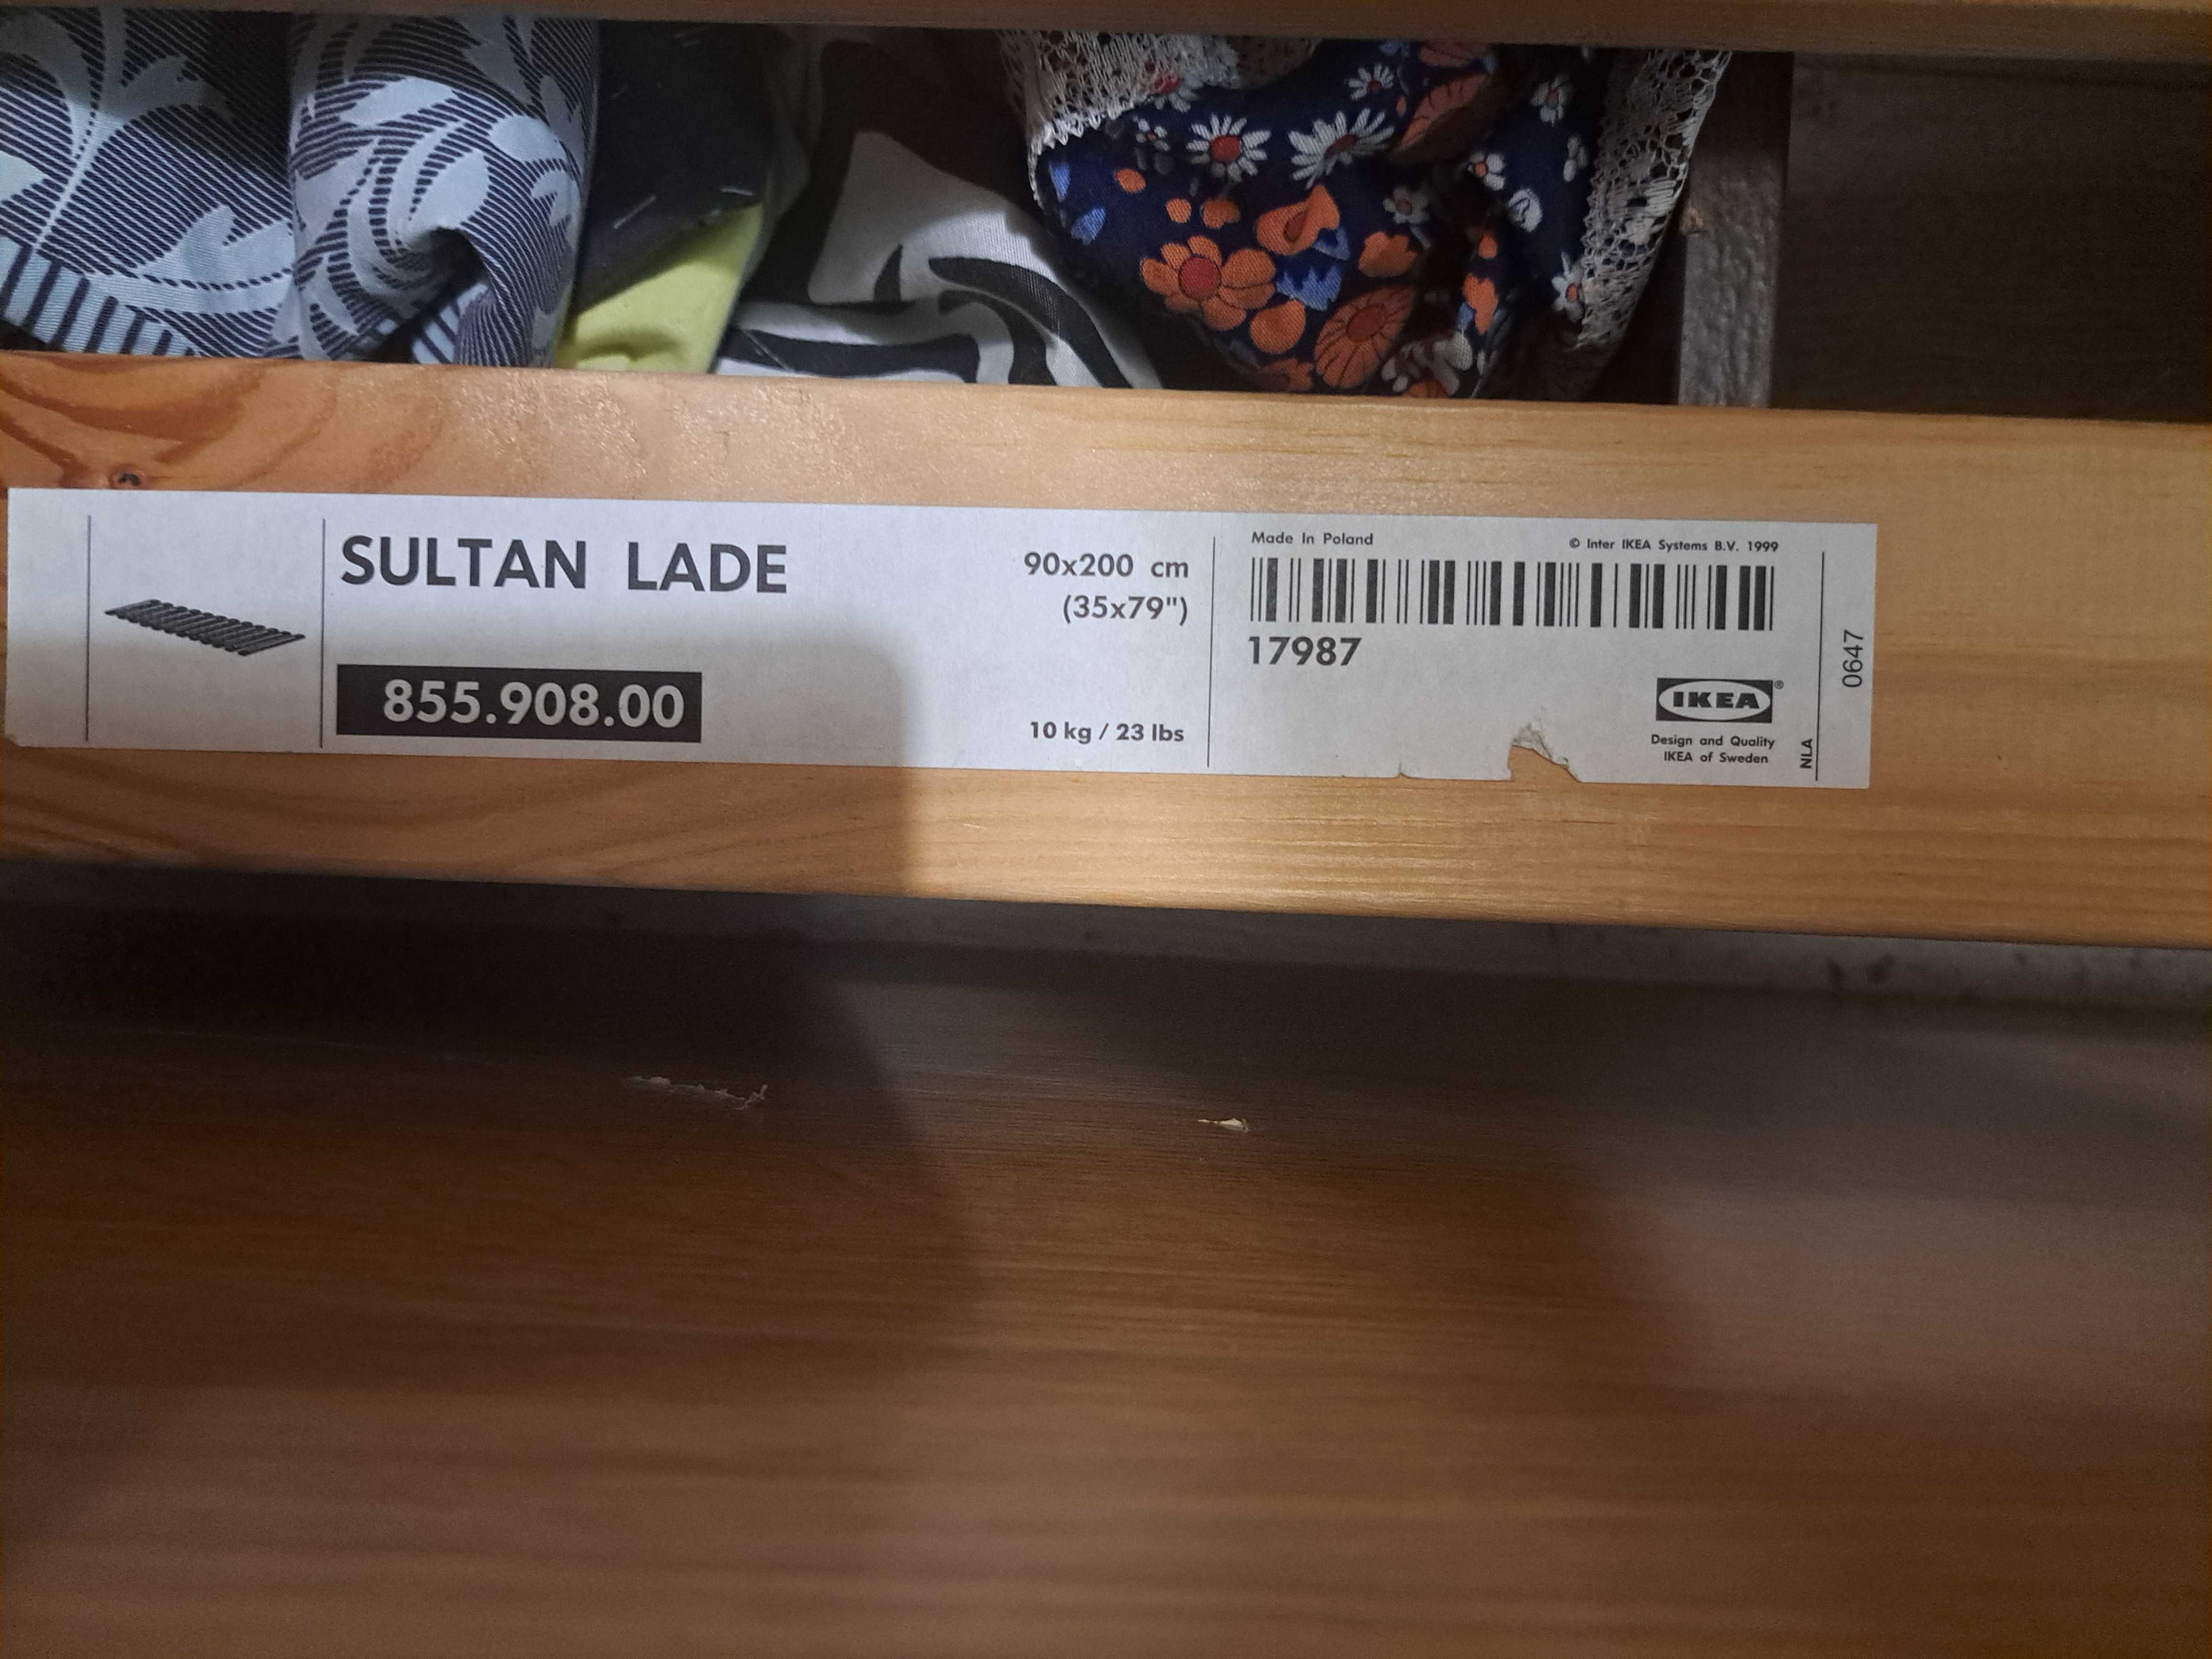 SULTAN LADE
855.908.00
90x200 cm
(35x79")
10 kg / 23 lbs
Made In Poland
© Inter IKEA Systems B.V. 1999
17987
IKEA®
Design and Quality
IKEA of Sweden
NLA
0647